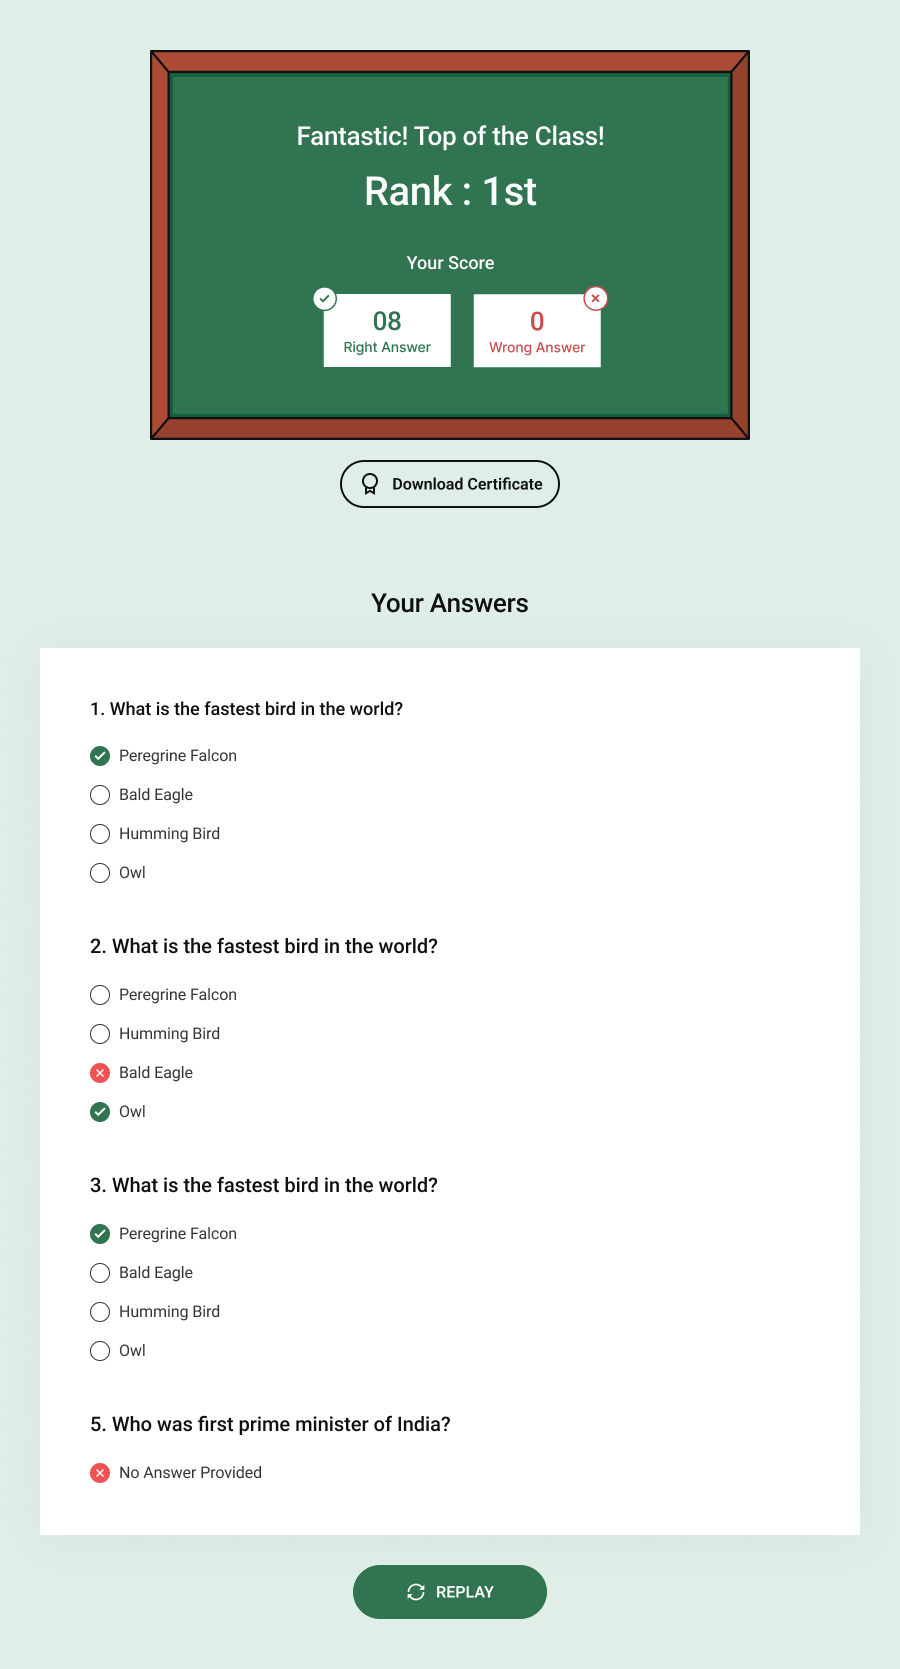 Fantastic! Top of the Class!
Rank : 1st
Your Score
08
Right Answer
0
Wrong Answer
Download Certificate
Your Answers
1. What is the fastest bird in the world?
Peregrine Falcon
Bald Eagle
Humming Bird
Owl
2. What is the fastest bird in the world?
Peregrine Falcon
Humming Bird
Bald Eagle
Owl
3. What is the fastest bird in the world?
Peregrine Falcon
Bald Eagle
Humming Bird
Owl
5. Who was first prime minister of India?
No Answer Provided
REPLAY